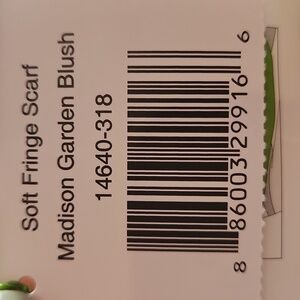 Soft Fringe Scarf
Madison Garden Blush
14640-318
8 86003 29916 6